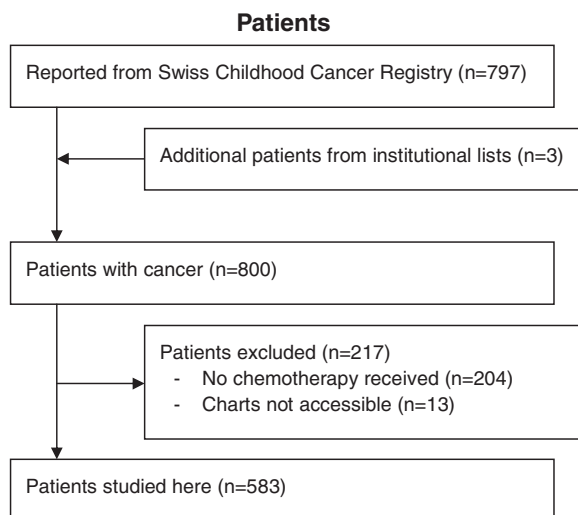 Patients
Reported from Swiss Childhood Cancer Registry (n=797)
Additional patients from institutional lists (n=3)
Patients with cancer (n=800)
Patients excluded (n=217)
- No chemotherapy received (n=204)
- Charts not accessible (n=13)
Patients studied here (n=583)